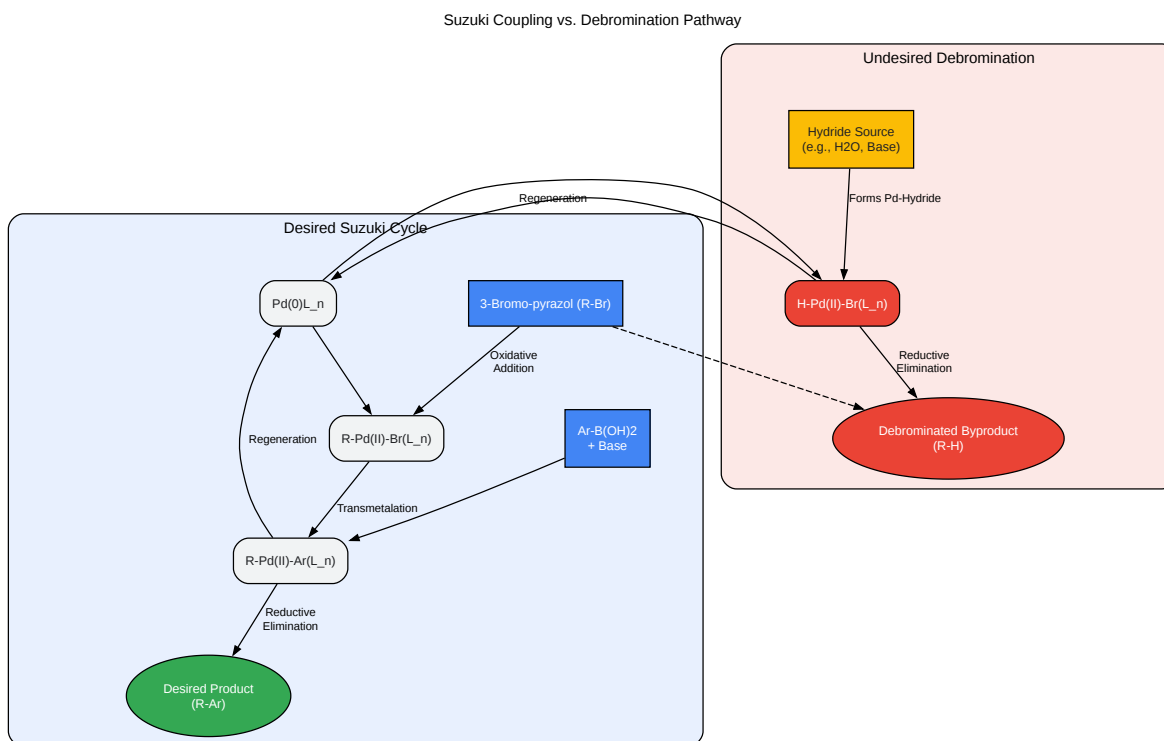 Suzuki Coupling vs. Debromination Pathway
Undesired Debromination
Hydride Source
(e.g., H2O, Base)
Regeneration
Forms Pd-Hydride
Desired Suzuki Cycle
Pd(0)L_n
3-Bromo-pyrazol (R-Br)
H-Pd(II)-Br(L_n)
Oxidative
Addition
Reductive
Elimination
Regeneration
R-Pd(II)-Br(L_n)
Ar-B(OH)2
+ Base
Debrominated Byproduct
(R-H)
Transmetalation
R-Pd(II)-Ar(L_n)
Reductive
Elimination
Desired Product
(R-Ar)